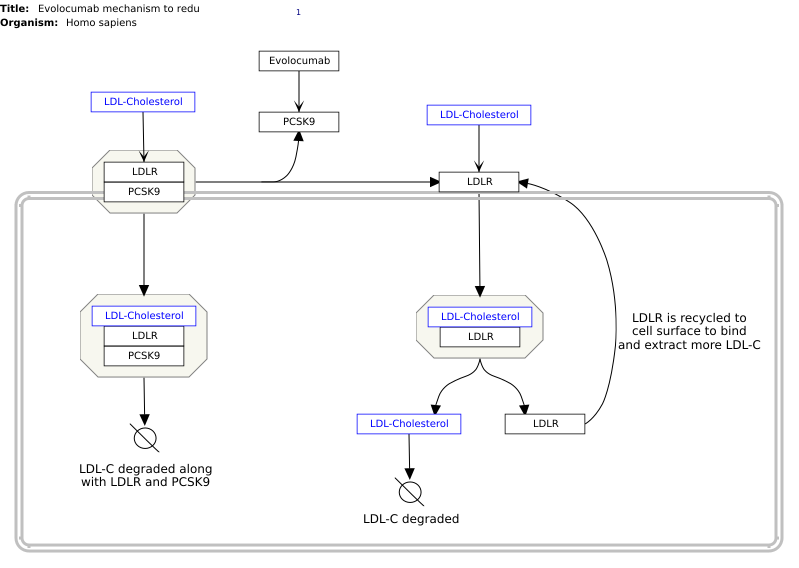 Title: Evolocumab mechanism to redu
1
Organism: Homo sapiens
Evolocumab
LDL-Cholesterol
PCSK9
LDL-Cholesterol
LDLR
PCSK9
LDLR
LDL-Cholesterol
LDLR
PCSK9
LDL-Cholesterol
LDLR
LDLR is recycled to
cell surface to bind
and extract more LDL-C
LDL-Cholesterol
LDLR
LDL-C degraded along
with LDLR and PCSK9
LDL-C degraded